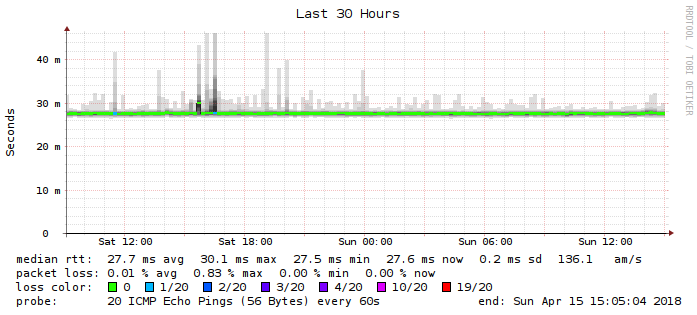 Last 30 Hours
RRDTOOL / TOBI OETIKER
Seconds
40 m
30 m
20 m
10 m
0
Sat 12:00 Sat 18:00 Sun 00:00 Sun 06:00 Sun 12:00
median rtt: 27.7 ms avg 30.1 ms max 27.5 ms min 27.6 ms now 0.2 ms sd 136.1 am/s
packet loss: 0.01 % avg 0.83 % max 0.00 % min 0.00 % now
loss color: 0 1/20 2/20 3/20 4/20 10/20 19/20
probe: 20 ICMP Echo Pings (56 Bytes) every 60s end: Sun Apr 15 15:05:04 2018